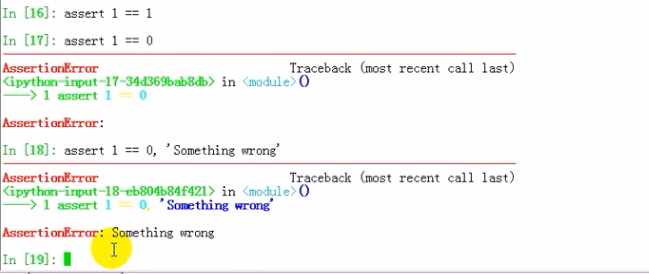 In [16]: assert 1 == 1
In [17]: assert 1 == 0
AssertionError Traceback (most recent call last)
<ipython-input-17-34d369bab8db> in <module>()
----> 1 assert 1 == 0
AssertionError:
In [18]: assert 1 == 0, 'Something wrong'
AssertionError Traceback (most recent call last)
<ipython-input-18-eb804b84f421> in <module>()
----> 1 assert 1 == 0, 'Something wrong'
AssertionError: Something wrong
In [19]: